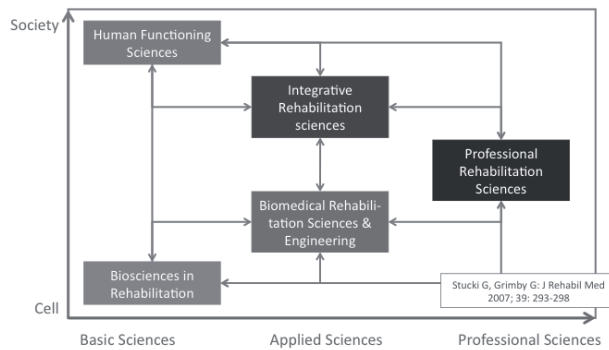 Society
Human Functioning
Sciences
Integrative
Rehabilitation
sciences
Professional
Rehabilitation
Sciences
Biomedical Rehabili-
tation Sciences &
Engineering
Biosciences in
Rehabilitation
Stucki G, Grimby G: J Rehabil Med
2007; 39: 293-298
Cell
Basic Sciences
Applied Sciences
Professional Sciences